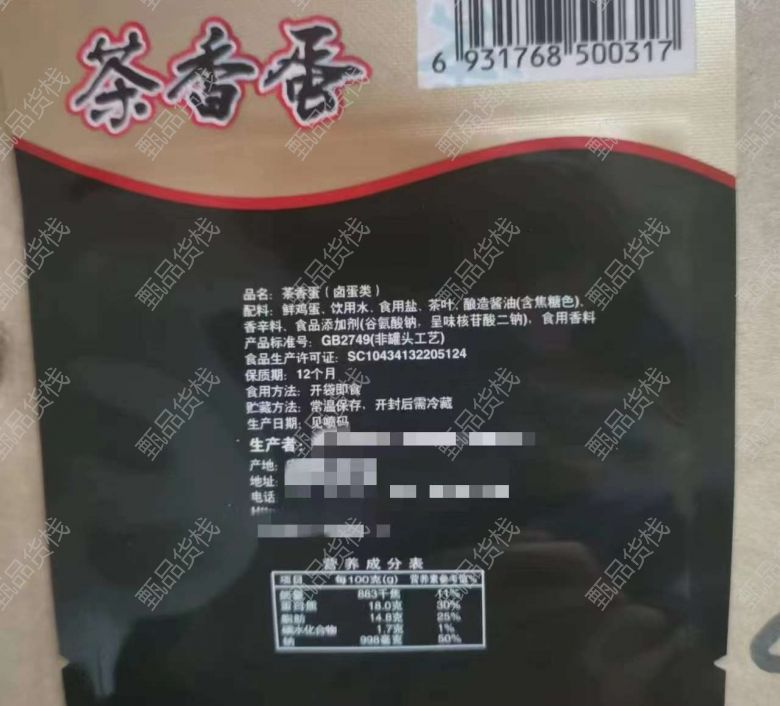 6 931768 500317
茶香蛋
品名：茶香蛋（卤蛋类）
配料：鲜鸡蛋、饮用水、食用盐、茶叶、酿造酱油(含焦糖色)、
香辛料、食品添加剂(谷氨酸钠，呈味核苷酸二钠)，食用香料
产品标准号：GB2749(非罐头工艺)
食品生产许可证：SC10434132205124
保质期：12个月
食用方法：开袋即食
贮藏方法：常温保存，开封后需冷藏
生产日期：见喷码
生产者：
产地：
地址：
电话
营养成分表
项目 每100克(g) 营养素参考值%
能量 883千焦 11%
蛋白质 18.0克 30%
脂肪 14.8克 25%
碳水化合物 1.7克 1%
钠 998毫克 50%
甄品货栈